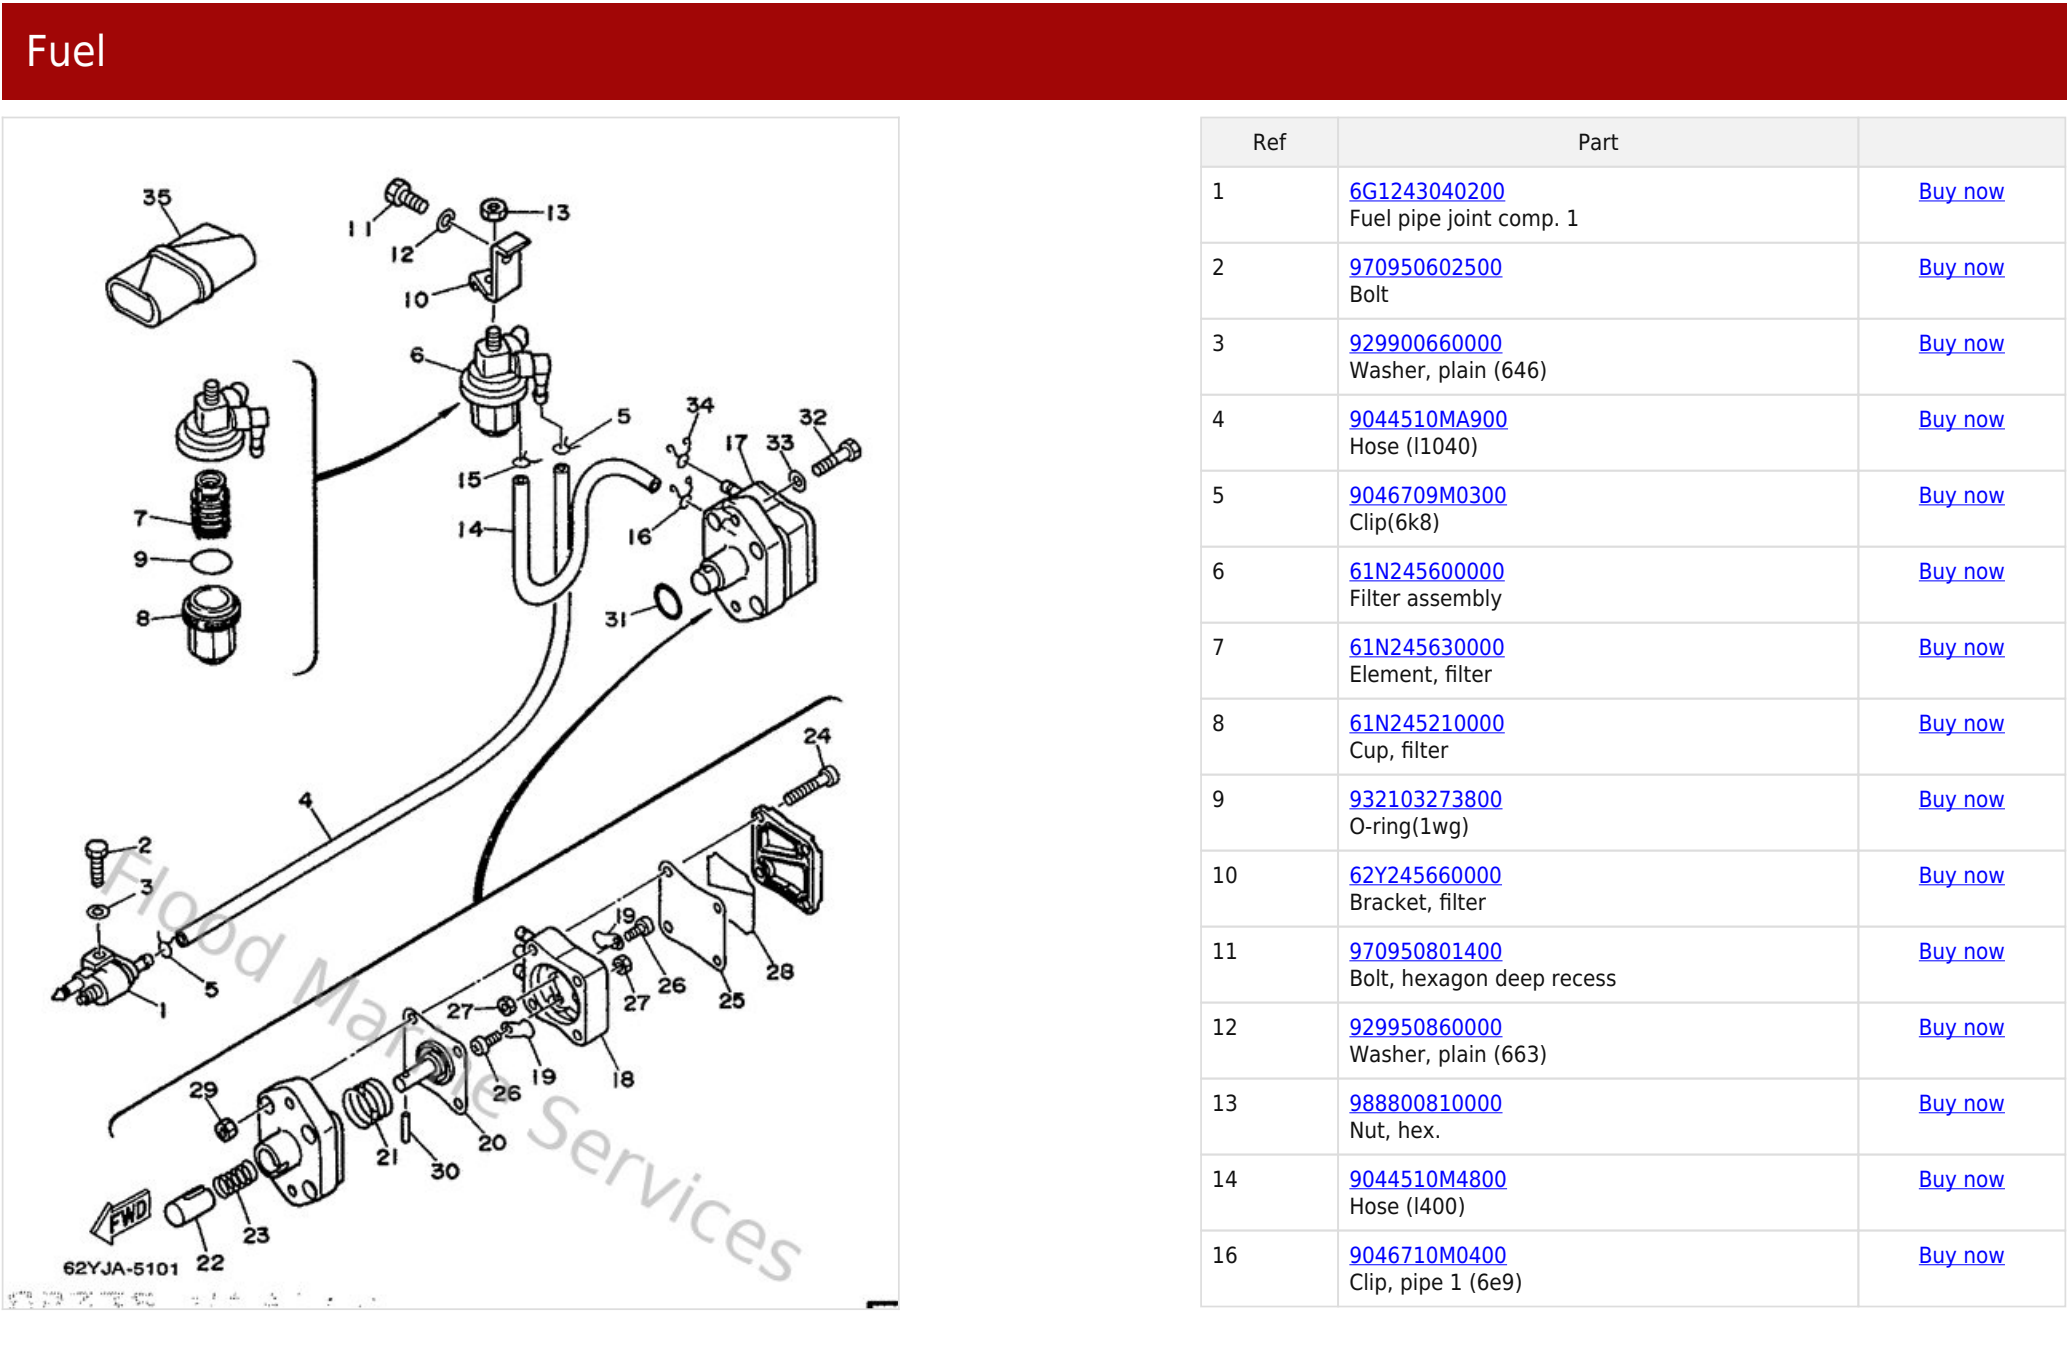 Fuel
35
11
12
13
10
6
5
34
17
33
32
15
14
16
7
9
8
31
24
4
2
3
5
1
19
26
27
28
25
27
26
19
18
29
20
21
30
23
22
FWD
62YJA-5101
Flood Marine Services
Ref Part
1 6G1243040200 Buy now
Fuel pipe joint comp. 1
2 970950602500 Buy now
Bolt
3 929900660000 Buy now
Washer, plain (646)
4 9044510MA900 Buy now
Hose (l1040)
5 9046709M0300 Buy now
Clip(6k8)
6 61N245600000 Buy now
Filter assembly
7 61N245630000 Buy now
Element, filter
8 61N245210000 Buy now
Cup, filter
9 932103273800 Buy now
O-ring(1wg)
10 62Y245660000 Buy now
Bracket, filter
11 970950801400 Buy now
Bolt, hexagon deep recess
12 929950860000 Buy now
Washer, plain (663)
13 988800810000 Buy now
Nut, hex.
14 9044510M4800 Buy now
Hose (l400)
16 9046710M0400 Buy now
Clip, pipe 1 (6e9)